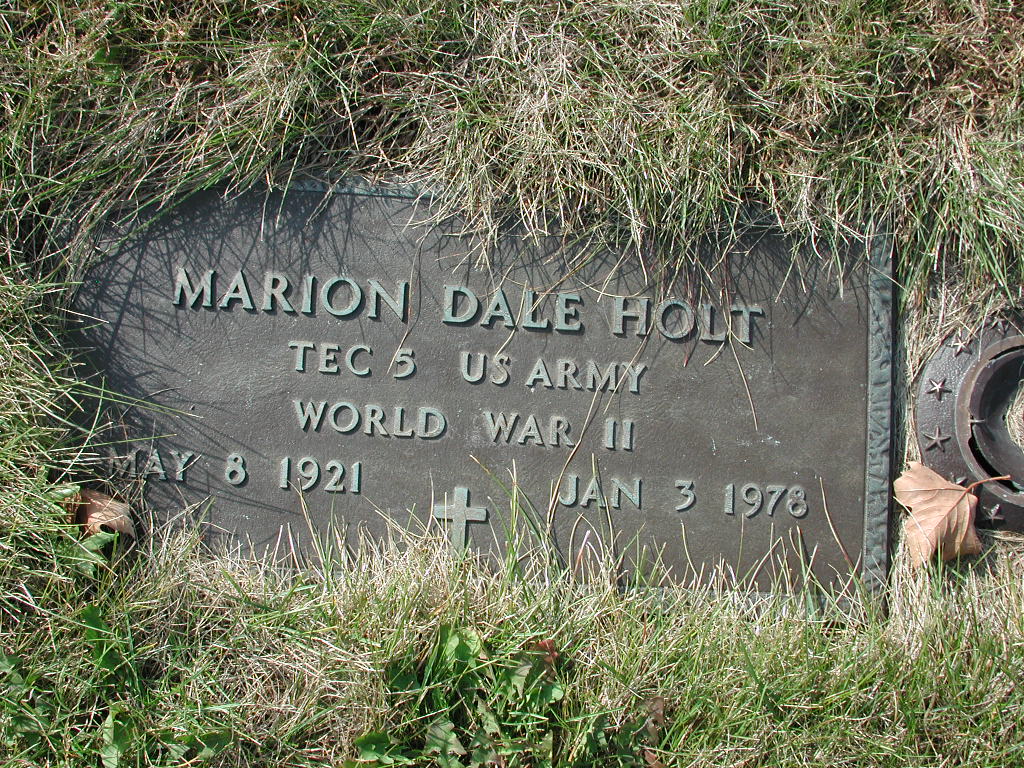 MARION DALE HOLT
TEC 5 US ARMY
WORLD WAR II
MAY 8 1921 JAN 3 1978